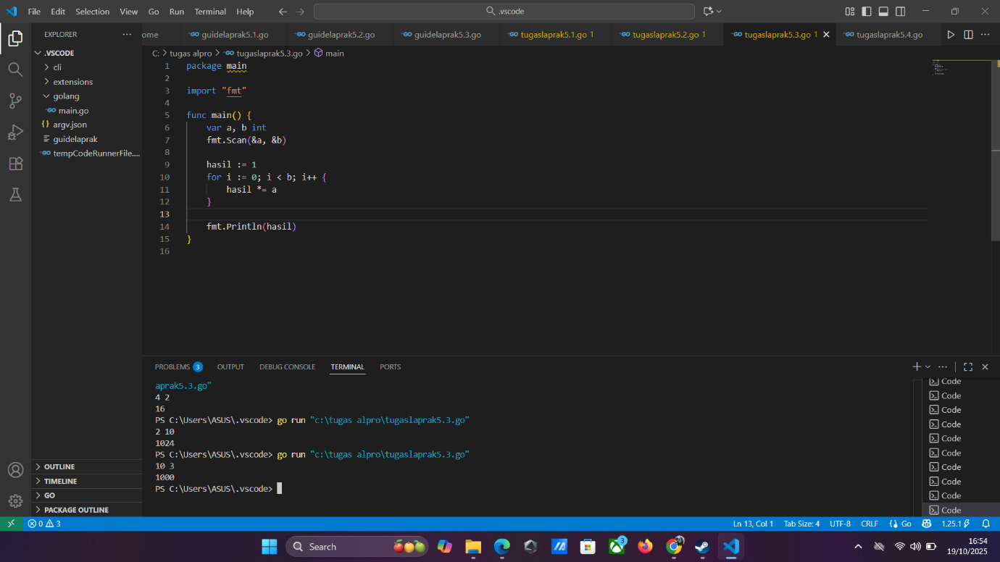 File Edit Selection View Go Run Terminal Help .vscode
EXPLORER ome guidelaprak5.1.go guidelaprak5.2.go guidelaprak5.3.go tugaslaprak5.1.go 1 tugaslaprak5.2.go 1 tugaslaprak5.3.go 1 tugaslaprak5.4.go
.VSCODE
cli
extensions
golang
main.go
argv.json
guidelaprak
tempCodeRunnerFile....
OUTLINE
TIMELINE
GO
PACKAGE OUTLINE
C: > tugas alpro > tugaslaprak5.3.go > main
1 package main
2
3 import "fmt"
4
5 func main() {
6 var a, b int
7 fmt.Scan(&a, &b)
8
9 hasil := 1
10 for i := 0; i < b; i++ {
11 hasil *= a
12 }
13
14 fmt.Println(hasil)
15 }
16
PROBLEMS 3 OUTPUT DEBUG CONSOLE TERMINAL PORTS
aprak5.3.go"
4 2
16
PS C:\Users\ASUS\.vscode> go run "c:\tugas alpro\tugaslaprak5.3.go"
2 10
1024
PS C:\Users\ASUS\.vscode> go run "c:\tugas alpro\tugaslaprak5.3.go"
10 3
1000
PS C:\Users\ASUS\.vscode>
Code
Code
Code
Code
Code
Code
Code
Code
Code
Code
0 3 Ln 13, Col 1 Tab Size: 4 UTF-8 CRLF Go 1.25.1
Search 3 16:54
19/10/2025